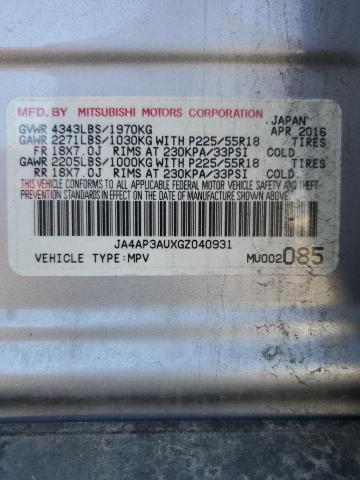 MFD. BY MITSUBISHI MOTORS CORPORATION JAPAN
GVWR 4343LBS/1970KG APR 2016
GAWR 2271LBS/1030KG WITH P225/55R18 TIRES
FR 18X7.0J RIMS AT 230KPA/33PSI COLD
GAWR 2205LBS/1000KG WITH P225/55R18 TIRES
RR 18X7.0J RIMS AT 230KPA/33PSI COLD
THIS VEHICLE CONFORMS TO ALL APPLICABLE FEDERAL MOTOR VEHICLE
SAFETY, BUMPER, AND THEFT PREVENTION STANDARDS IN EFFECT ON
THE DATE OF MANUFACTURE SHOWN ABOVE.
JA4AP3AUXGZ040931
VEHICLE TYPE:MPV MU002085